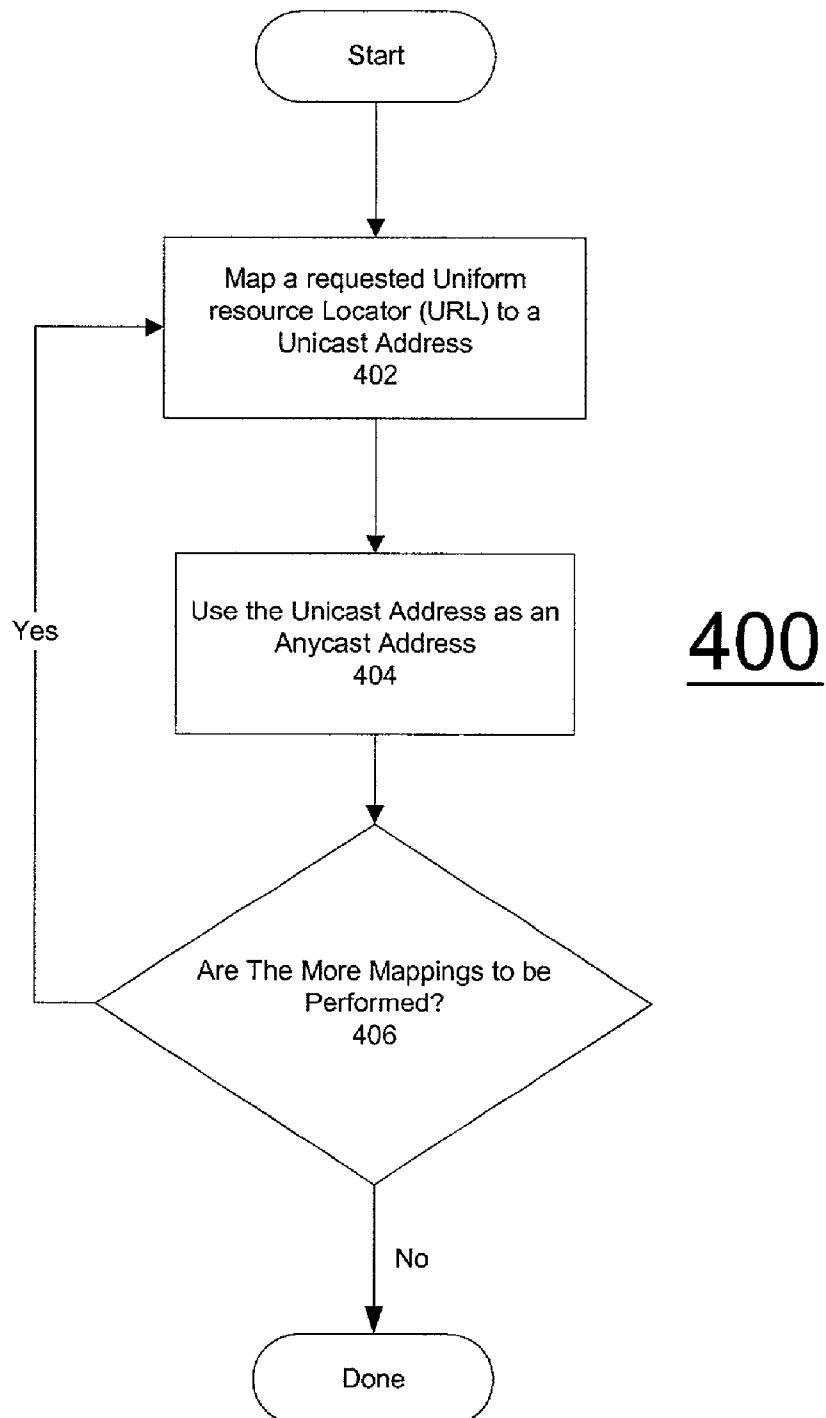 Start
Map a requested Uniform
resource Locator (URL) to a
Unicast Address
402
Use the Unicast Address as an
Anycast Address
404
Yes
400
Are The More Mappings to be
Performed?
406
No
Done